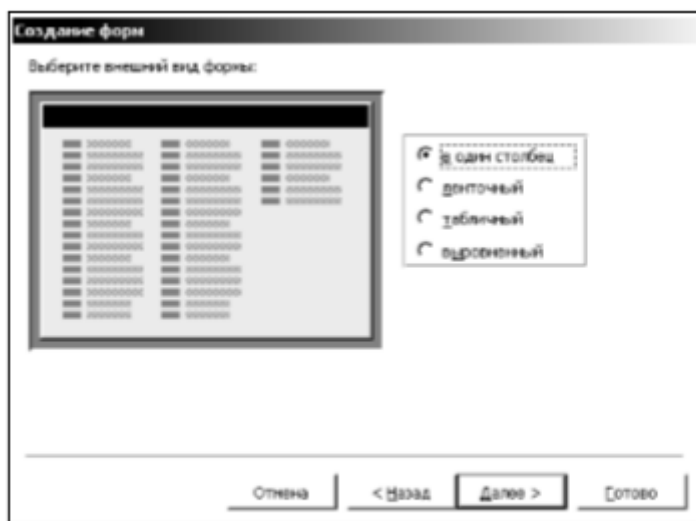 Создание форм
Выберите внешний вид формы:
в один столбец
ленточный
табличный
выровненный
Отмена
< Назад
Далее >
Готово